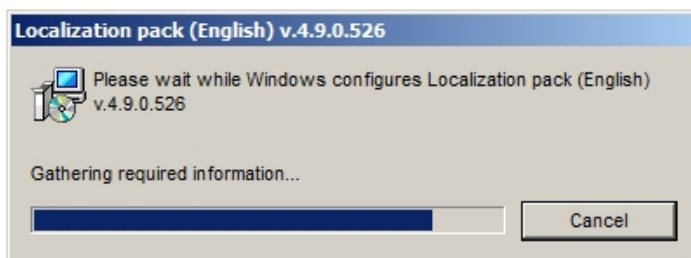 Localization pack (English) v.4.9.0.526
Please wait while Windows configures Localization pack (English)
v.4.9.0.526
Gathering required information...
Cancel